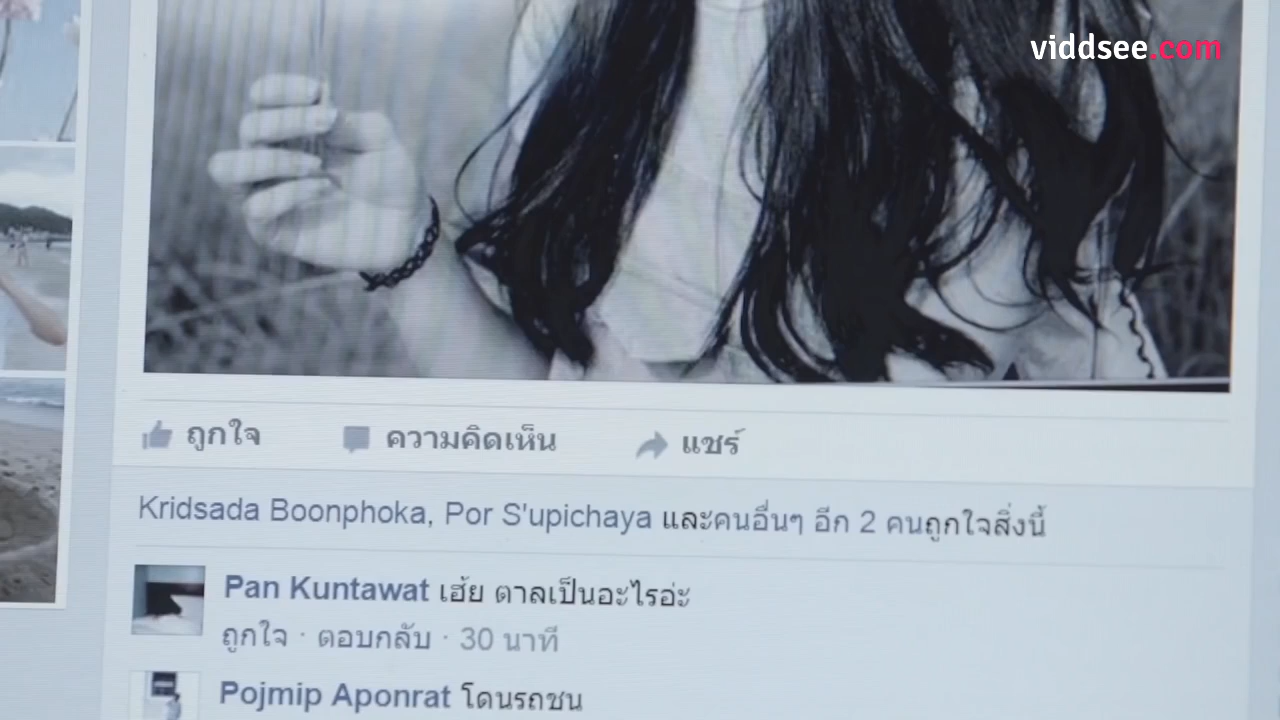 viddsee.com
ถูกใจ ความคิดเห็น แชร์
Kridsada Boonphoka, Por S'upichaya และคนอื่นๆ อีก 2 คนถูกใจสิ่งนี้
Pan Kuntawat เฮ้ย ตาลเป็นอะไรอ่ะ
ถูกใจ · ตอบกลับ · 30 นาที
Pojmip Aponrat โดนรถชน